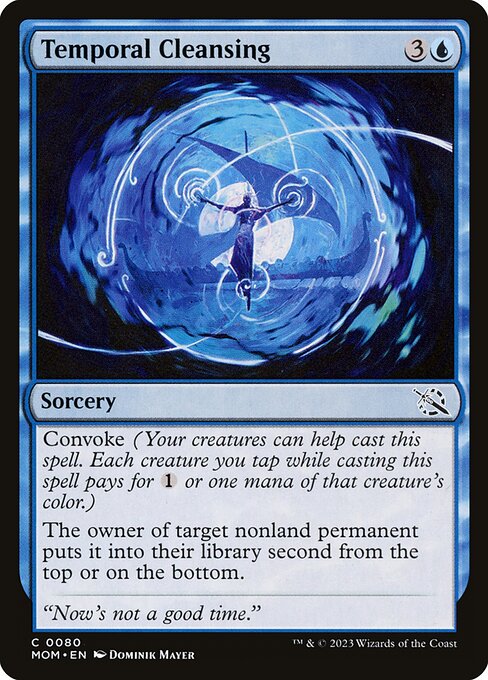 Temporal Cleansing 3
Sorcery
Convoke (Your creatures can help cast this
spell. Each creature you tap while casting this
spell pays for 1 or one mana of that creature's
color.)
The owner of target nonland permanent
puts it into their library second from the
top or on the bottom.
"Now's not a good time."
C 0080
MOM • EN DOMINIK MAYER
™ & © 2023 Wizards of the Coast